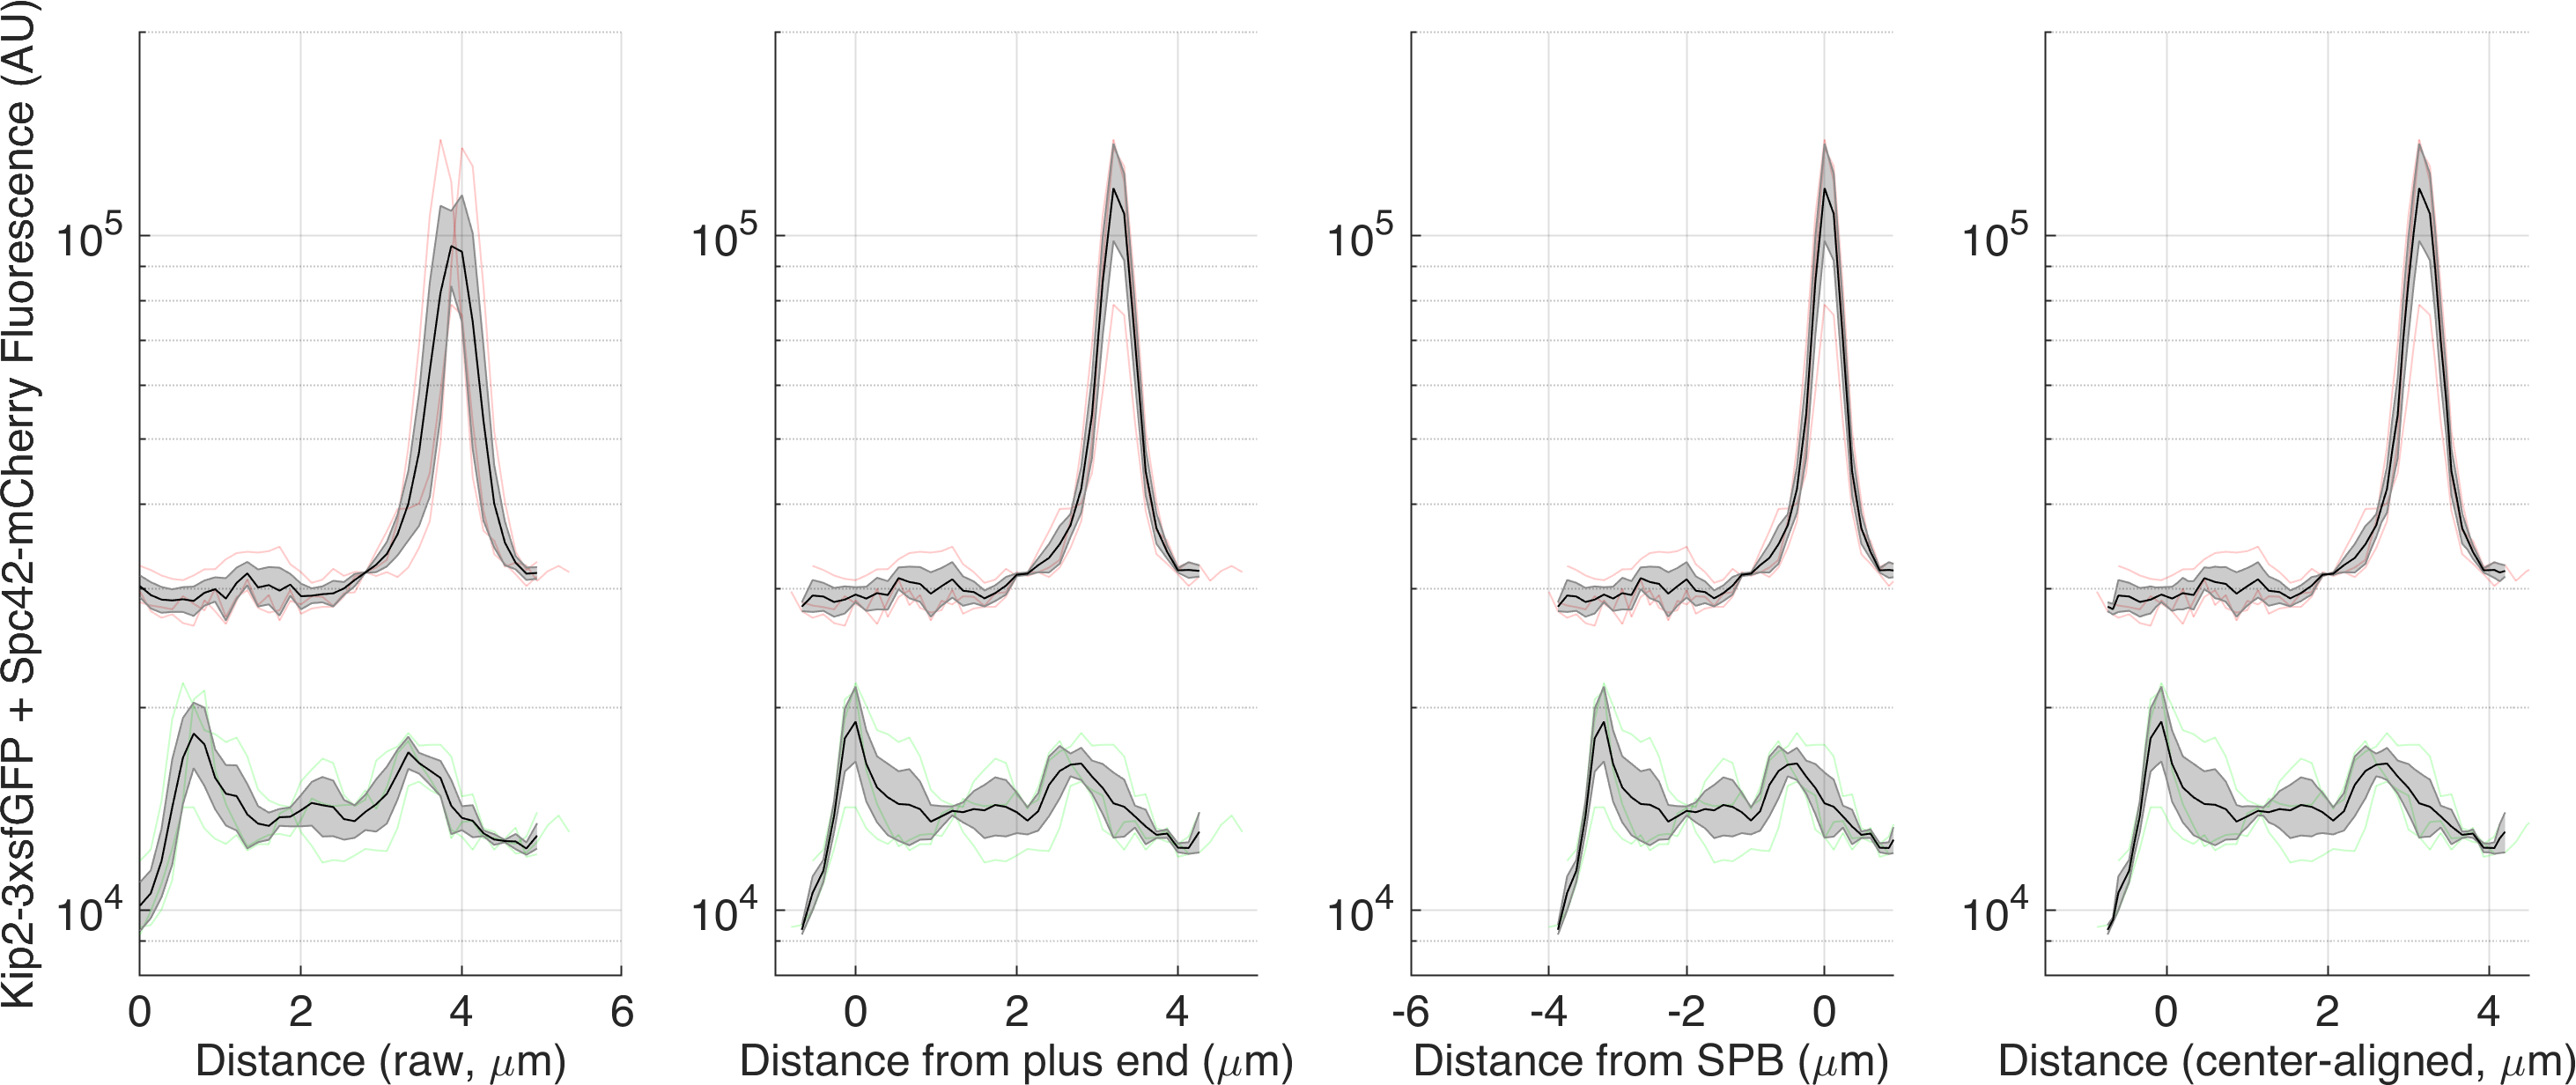 Kip2-3xsfGFP + Spc42-mCherry Fluorescence (AU)
10^5
10^4
0 2 4 6
Distance (raw, μm)
10^5
10^4
0 2 4
Distance from plus end (μm)
10^5
10^4
-6 -4 -2 0
Distance from SPB (μm)
10^5
10^4
0 2 4
Distance (center-aligned, μm)